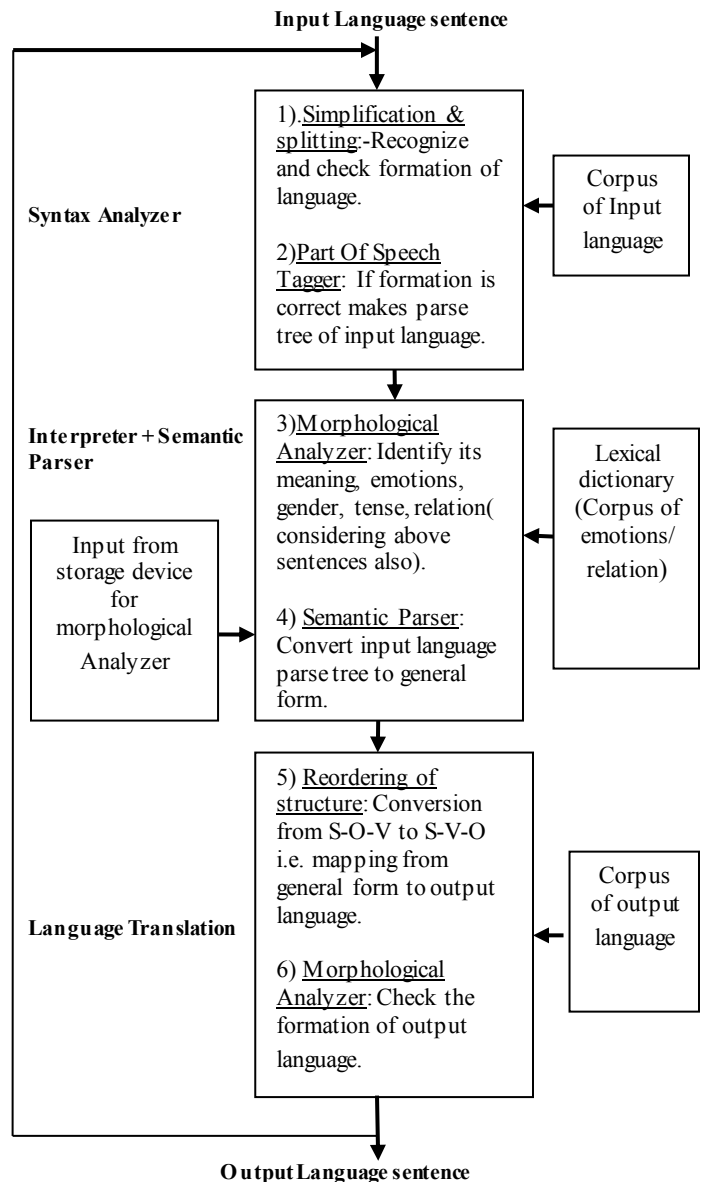 Input Language sentence
1).Simplification &
splitting:-Recognize
and check formation of
language.
2)Part Of Speech
Tagger: If formation is
correct makes parse
tree of input language.
Syntax Analyzer
Corpus
of Input
language
Interpreter + Semantic
Parser
3)Morphological
Analyzer: Identify its
meaning, emotions,
gender, tense, relation(
considering above
sentences also).
4) Semantic Parser:
Convert input language
parse tree to general
form.
Lexical
dictionary
(Corpus of
emotions/
relation)
Input from
storage device
for
morphological
Analyzer
5) Reordering of
structure: Conversion
from S-O-V to S-V-O
i.e. mapping from
general form to output
language.
6) Morphological
Analyzer: Check the
formation of output
language.
Language Translation
Corpus
of output
language
Output Language sentence